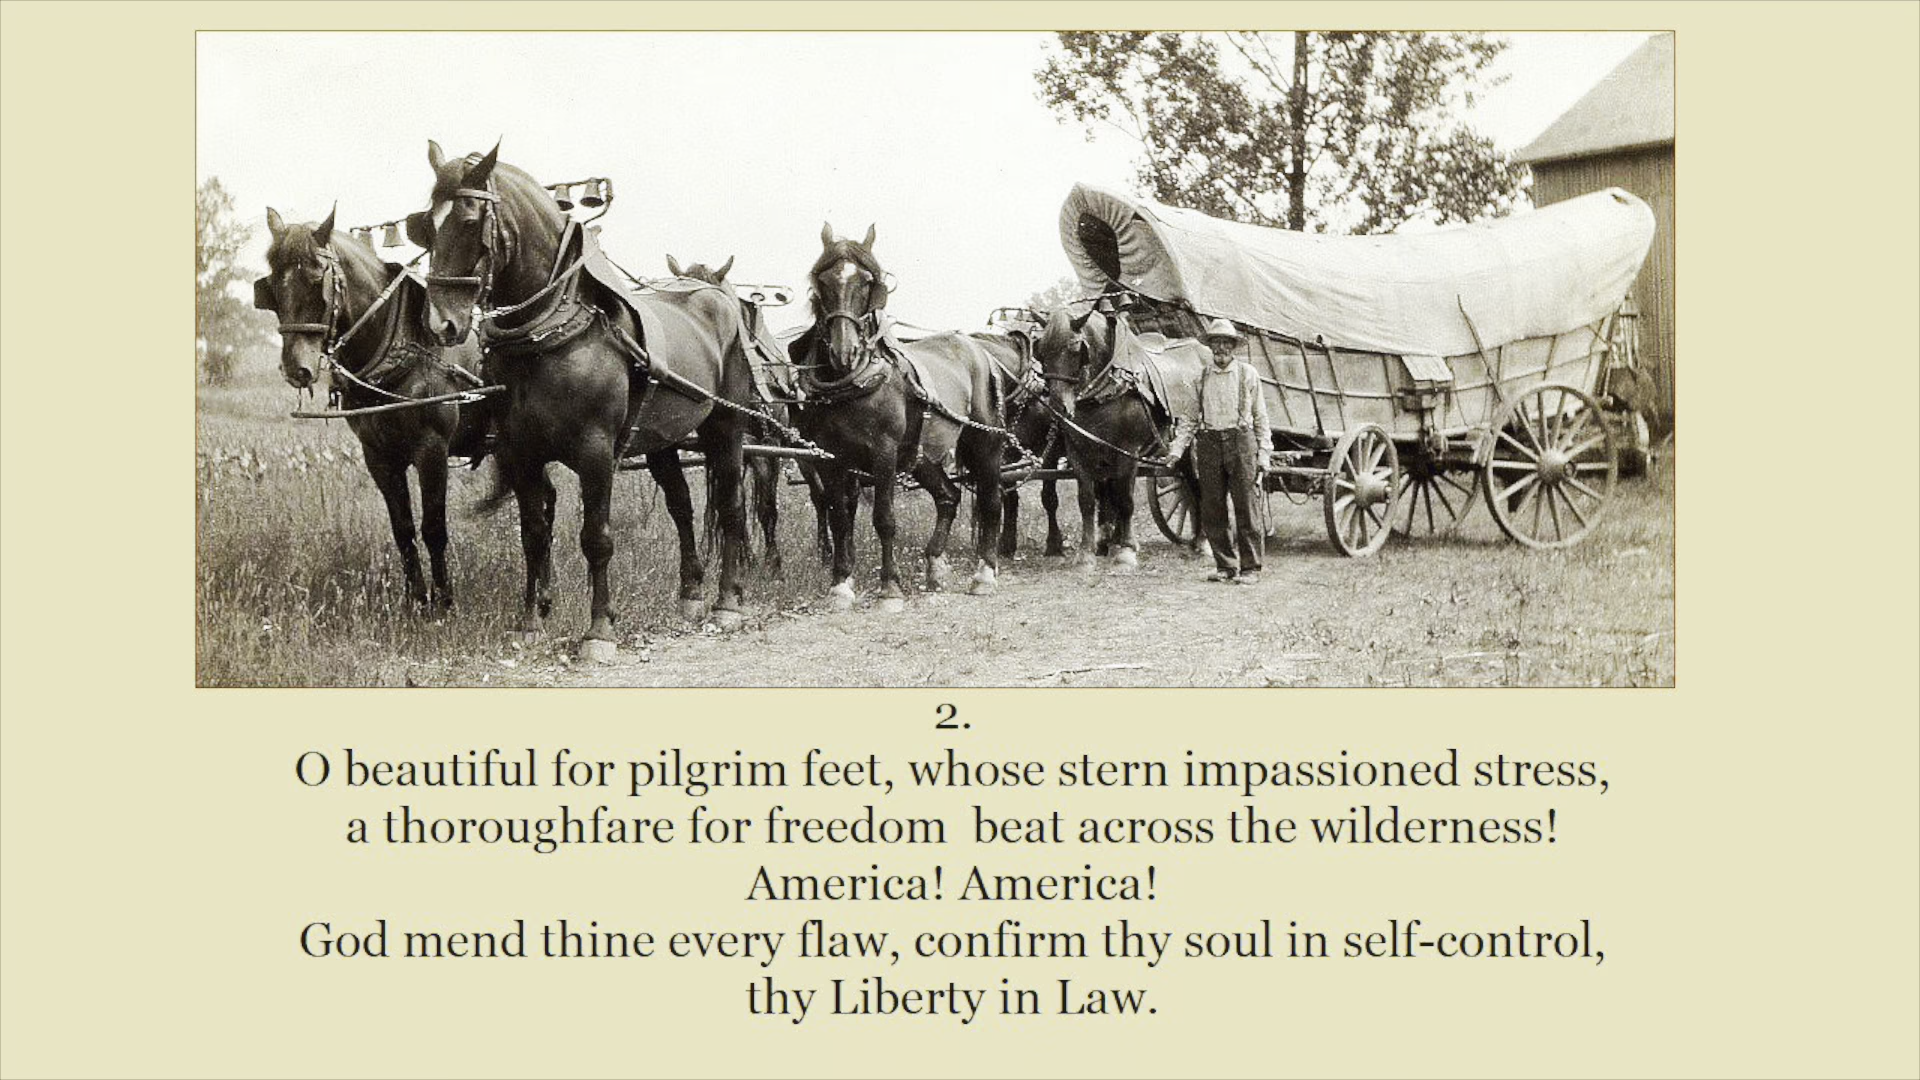 2.
O beautiful for pilgrim feet, whose stern impassioned stress,
a thoroughfare for freedom  beat across the wilderness!
America! America!
God mend thine every flaw, confirm thy soul in self-control,
thy Liberty in Law.